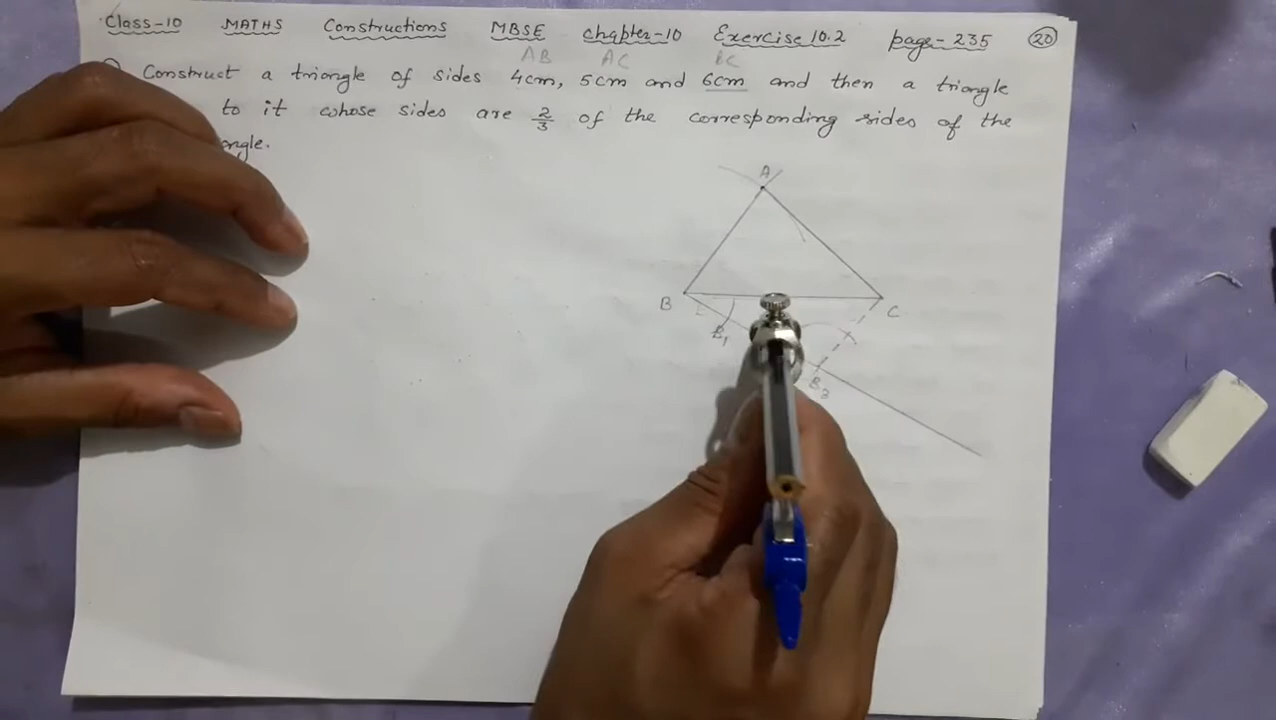 Class-10 MATHS Constructions MBSE chapter-10 Exercise 10.2 page-235 20
AB AC BC
Construct a triangle of sides 4cm, 5cm and 6cm and then a triangle
to it whose sides are 2/3 of the corresponding sides of the
A
B
C
B1
B3